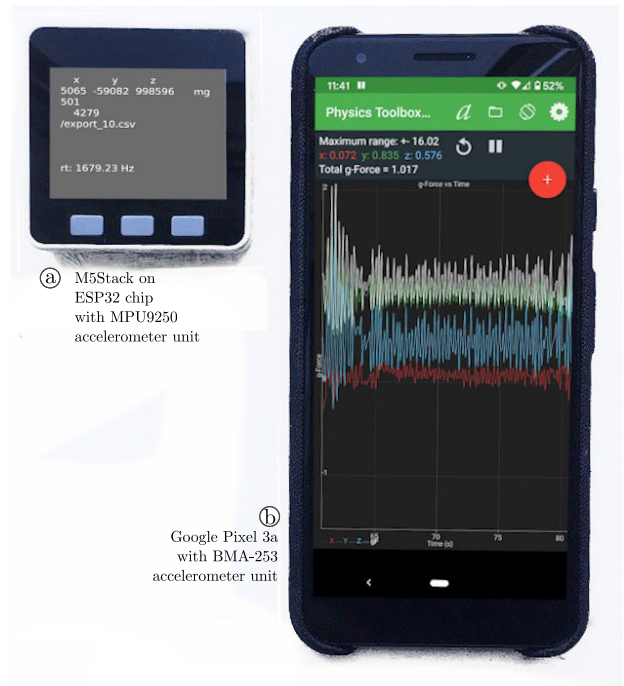 x y z
5065 -59082 998596 mg
501
4279
/export_10.csv
rt: 1679.23 Hz
a M5Stack on
ESP32 chip
with MPU9250
accelerometer unit
11:41 52%
Physics Toolbox...
Maximum range: +- 16.02
x: 0.072 y: 0.835 z: 0.576
Total g-Force = 1.017
+
g-Force vs Time
2
g-Force
-1
70 75 80
X Y Z
Time (s)
b
Google Pixel 3a
with BMA-253
accelerometer unit